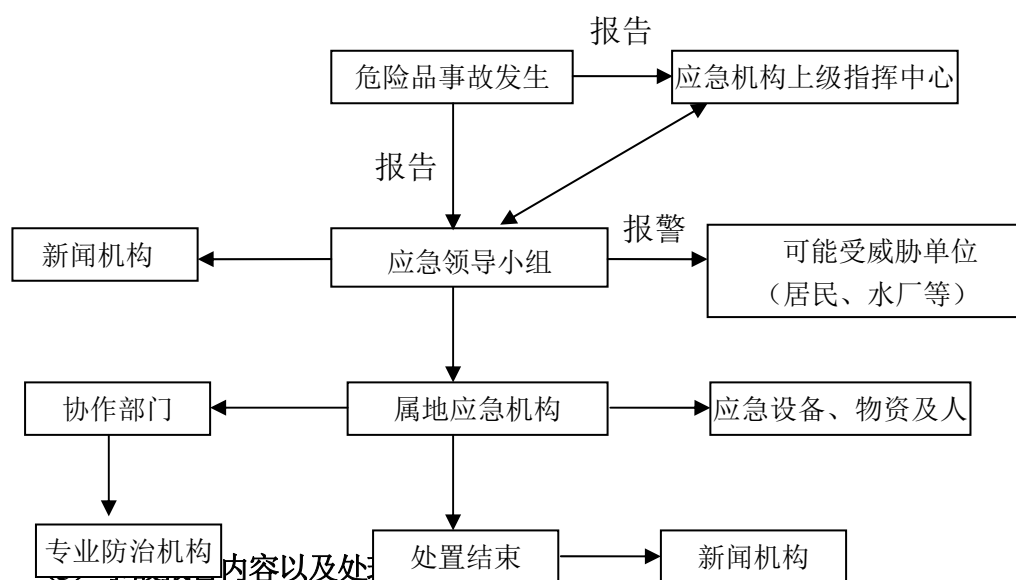 报告
危险品事故发生
应急机构上级指挥中心
报告
新闻机构
应急领导小组
报警
可能受威胁单位
（居民、水厂等）
协作部门
属地应急机构
应急设备、物资及人
专业防治机构
处置结束
新闻机构
内容以及处